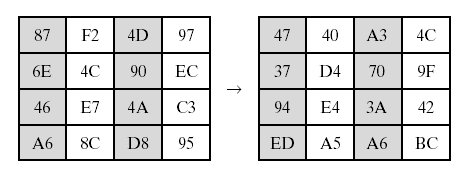 87 F2 4D 97 47 40 A3 4C
6E 4C 90 EC → 37 D4 70 9F
46 E7 4A C3 94 E4 3A 42
A6 8C D8 95 ED A5 A6 BC